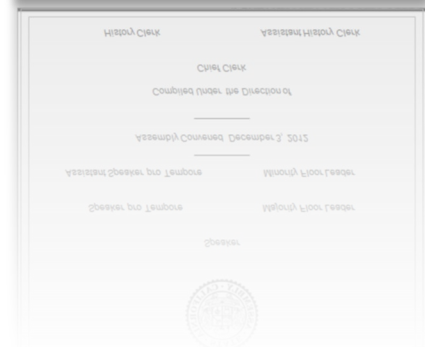 Speaker
Speaker pro Tempore Majority Floor Leader
Assistant Speaker pro Tempore Minority Floor Leader
Assembly Convened December 3, 2012
Compiled Under the Direction of
Chief Clerk
History Clerk Assistant History Clerk